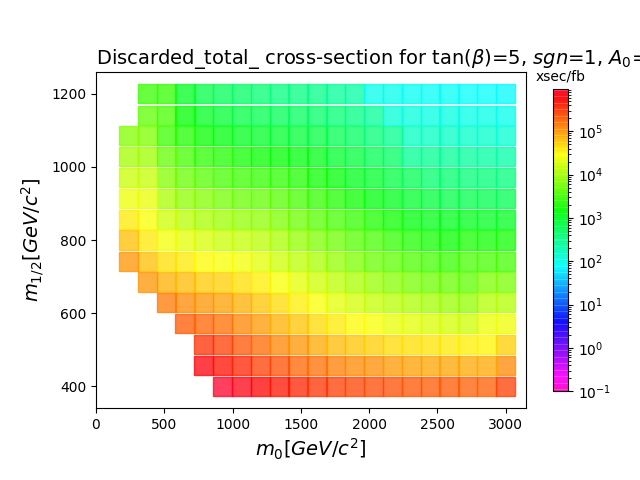 Discarded_total_ cross-section for tan(β)=5, sgn=1, A₀=
xsec/fb
10⁵
10⁴
10³
10²
10¹
10⁰
10⁻¹
1200
1000
800
600
400
m₁/₂[GeV/c²]
0 500 1000 1500 2000 2500 3000
m₀[GeV/c²]